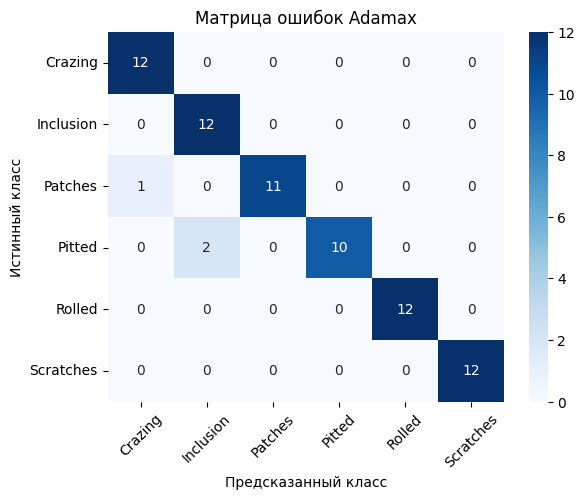 Матрица ошибок Adamax
Истинный класс
Crazing 12 0 0 0 0 0
Inclusion 0 12 0 0 0 0
Patches 1 0 11 0 0 0
Pitted 0 2 0 10 0 0
Rolled 0 0 0 0 12 0
Scratches 0 0 0 0 0 12
Crazing Inclusion Patches Pitted Rolled Scratches
Предсказанный класс
12
10
8
6
4
2
0